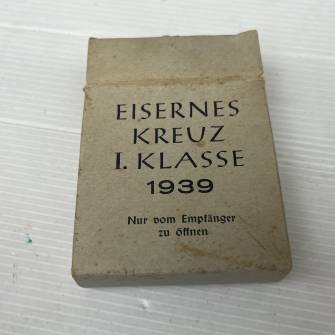 EISERNES
KREUZ
I. KLASSE
1939
Nur vom Empfänger
zu öffnen